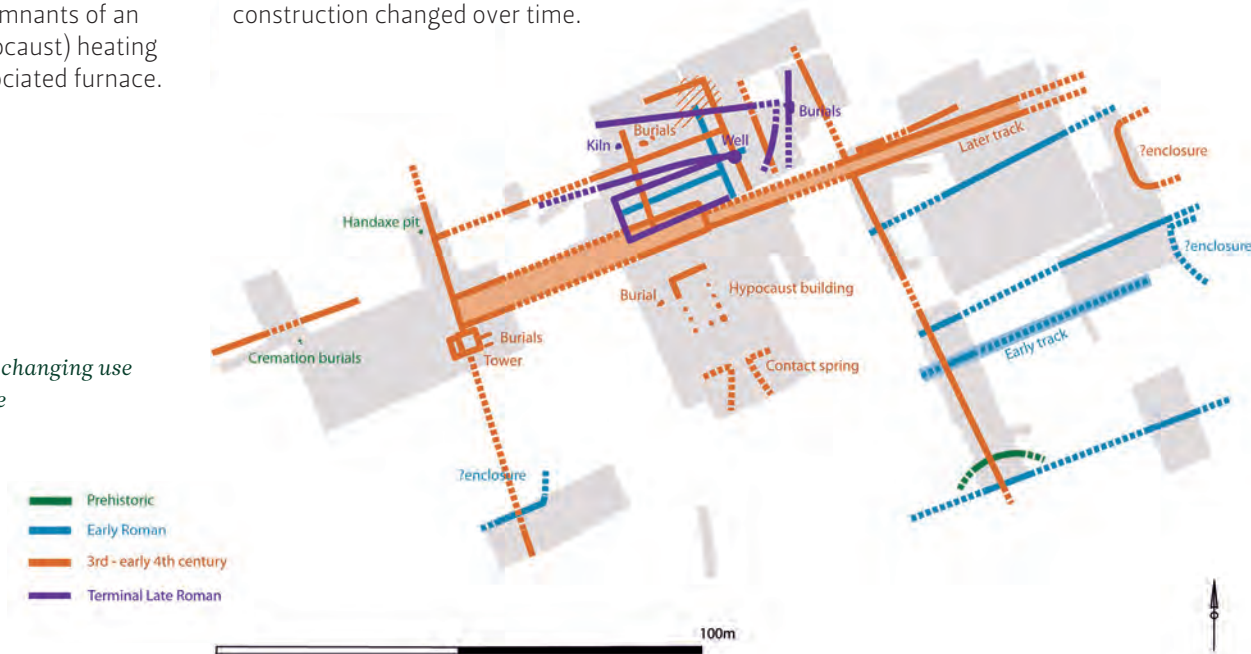 mnants of an
ocaust) heating
ociated furnace.
construction changed over time.
changing use
e
Burials
Burials
Kiln
Well
Later track
?enclosure
Handaxe pit
?enclosure
Burial
Hypocaust building
Early track
Burials
Tower
Cremation burials
Contact spring
?enclosure
Prehistoric
Early Roman
3rd - early 4th century
Terminal Late Roman
100m